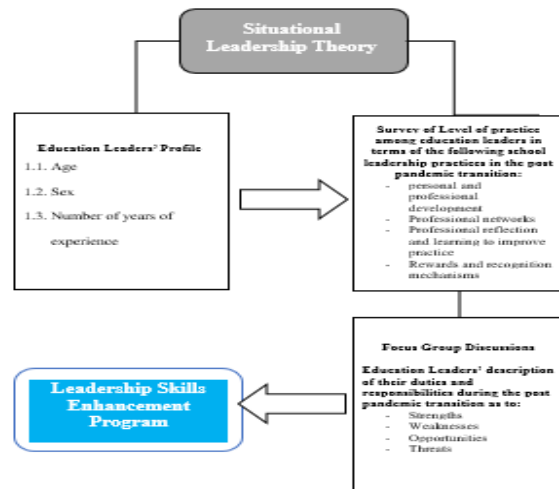 Situational
Leadership Theory
Education Leaders' Profile
1.1. Age
1.2. Sex
1.3. Number of years of
experience
Survey of Level of practice
among education leaders in
terms of the following school
leadership practices in the post
pandemic transition:
- personal and
professional
development
- Professional networks
- Professional reflection
and learning to improve
practice
- Rewards and recognition
mechanisms
Focus Group Discussions
Education Leaders' description
of their duties and
responsibilities during the post
pandemic transition as to:
- Strengths
- Weaknesses
- Opportunities
- Threats
Leadership Skills
Enhancement
Program